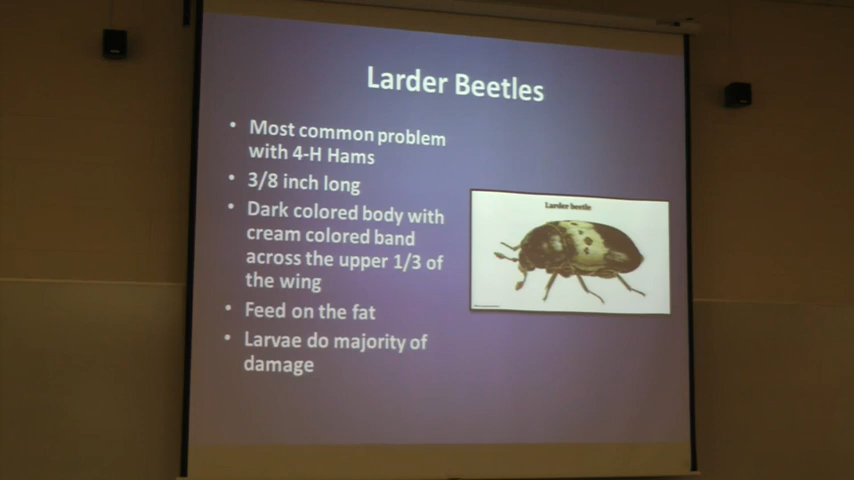 Larder Beetles
• Most common problem
with 4-H Hams
• 3/8 inch long
• Dark colored body with
cream colored band
across the upper 1/3 of
the wing
• Feed on the fat
• Larvae do majority of
damage
Larder beetle